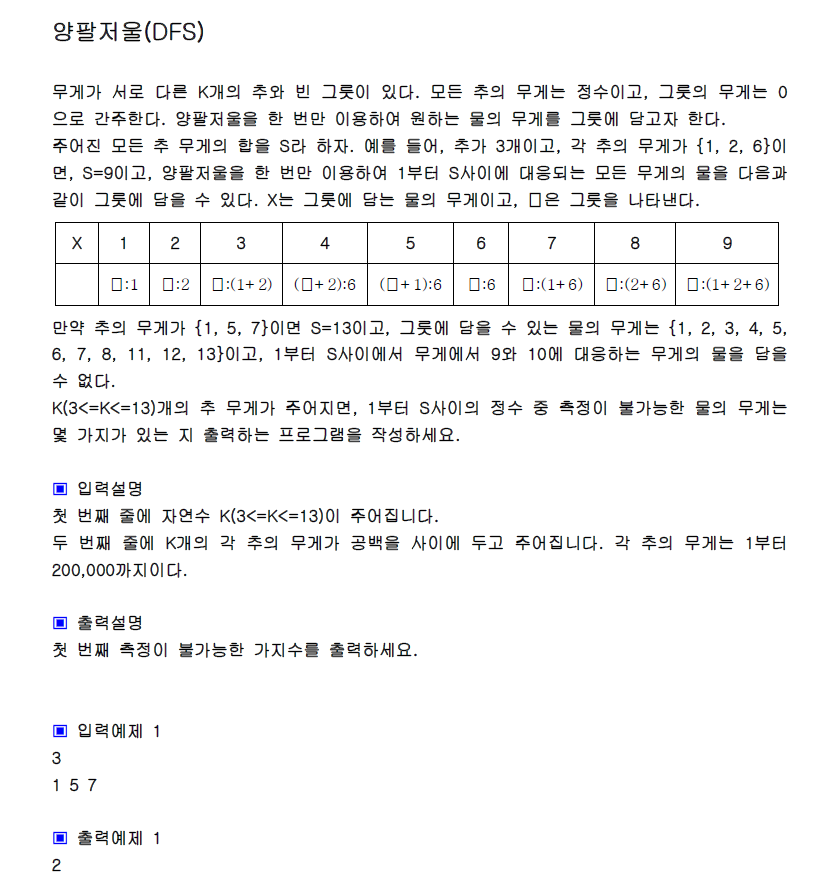 양팔저울(DFS)
무게가 서로 다른 K개의 추와 빈 그릇이 있다. 모든 추의 무게는 정수이고, 그릇의 무게는 0
으로 간주한다. 양팔저울을 한 번만 이용하여 원하는 물의 무게를 그릇에 담고자 한다.
주어진 모든 추 무게의 합을 S라 하자. 예를 들어, 추가 3개이고, 각 추의 무게가 {1, 2, 6}이
면, S=9이고, 양팔저울을 한 번만 이용하여 1부터 S사이에 대응되는 모든 무게의 물을 다음과
같이 그릇에 담을 수 있다. X는 그릇에 담는 물의 무게이고, □은 그릇을 나타낸다.
X 1 2 3 4 5 6 7 8 9
□:1 □:2 □:(1+2) (□+2):6 (□+1):6 □:6 □:(1+6) □:(2+6) □:(1+2+6)
만약 추의 무게가 {1, 5, 7}이면 S=13이고, 그릇에 담을 수 있는 물의 무게는 {1, 2, 3, 4, 5,
6, 7, 8, 11, 12, 13}이고, 1부터 S사이에서 무게에서 9와 10에 대응하는 무게의 물을 담을
수 없다.
K(3<=K<=13)개의 추 무게가 주어지면, 1부터 S사이의 정수 중 측정이 불가능한 물의 무게는
몇 가지가 있는 지 출력하는 프로그램을 작성하세요.
▣ 입력설명
첫 번째 줄에 자연수 K(3<=K<=13)이 주어집니다.
두 번째 줄에 K개의 각 추의 무게가 공백을 사이에 두고 주어집니다. 각 추의 무게는 1부터
200,000까지이다.
▣ 출력설명
첫 번째 측정이 불가능한 가지수를 출력하세요.
▣ 입력예제 1
3
1 5 7
▣ 출력예제 1
2